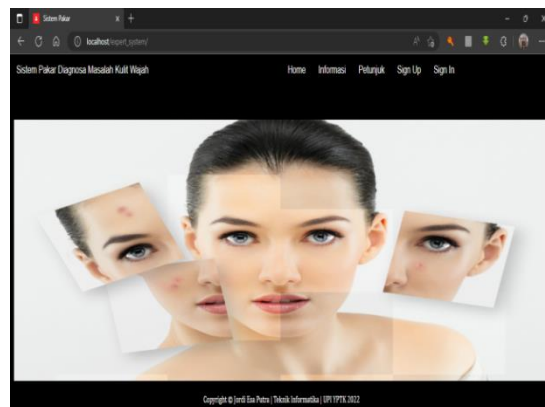 Sistem Pakar
localhost/expert_system/
Sistem Pakar Diagnosa Masalah Kulit Wajah
Home Informasi Petunjuk Sign Up Sign In
Copyright © Jordi Esa Putra | Teknik Informatika | UPI YPTK 2022